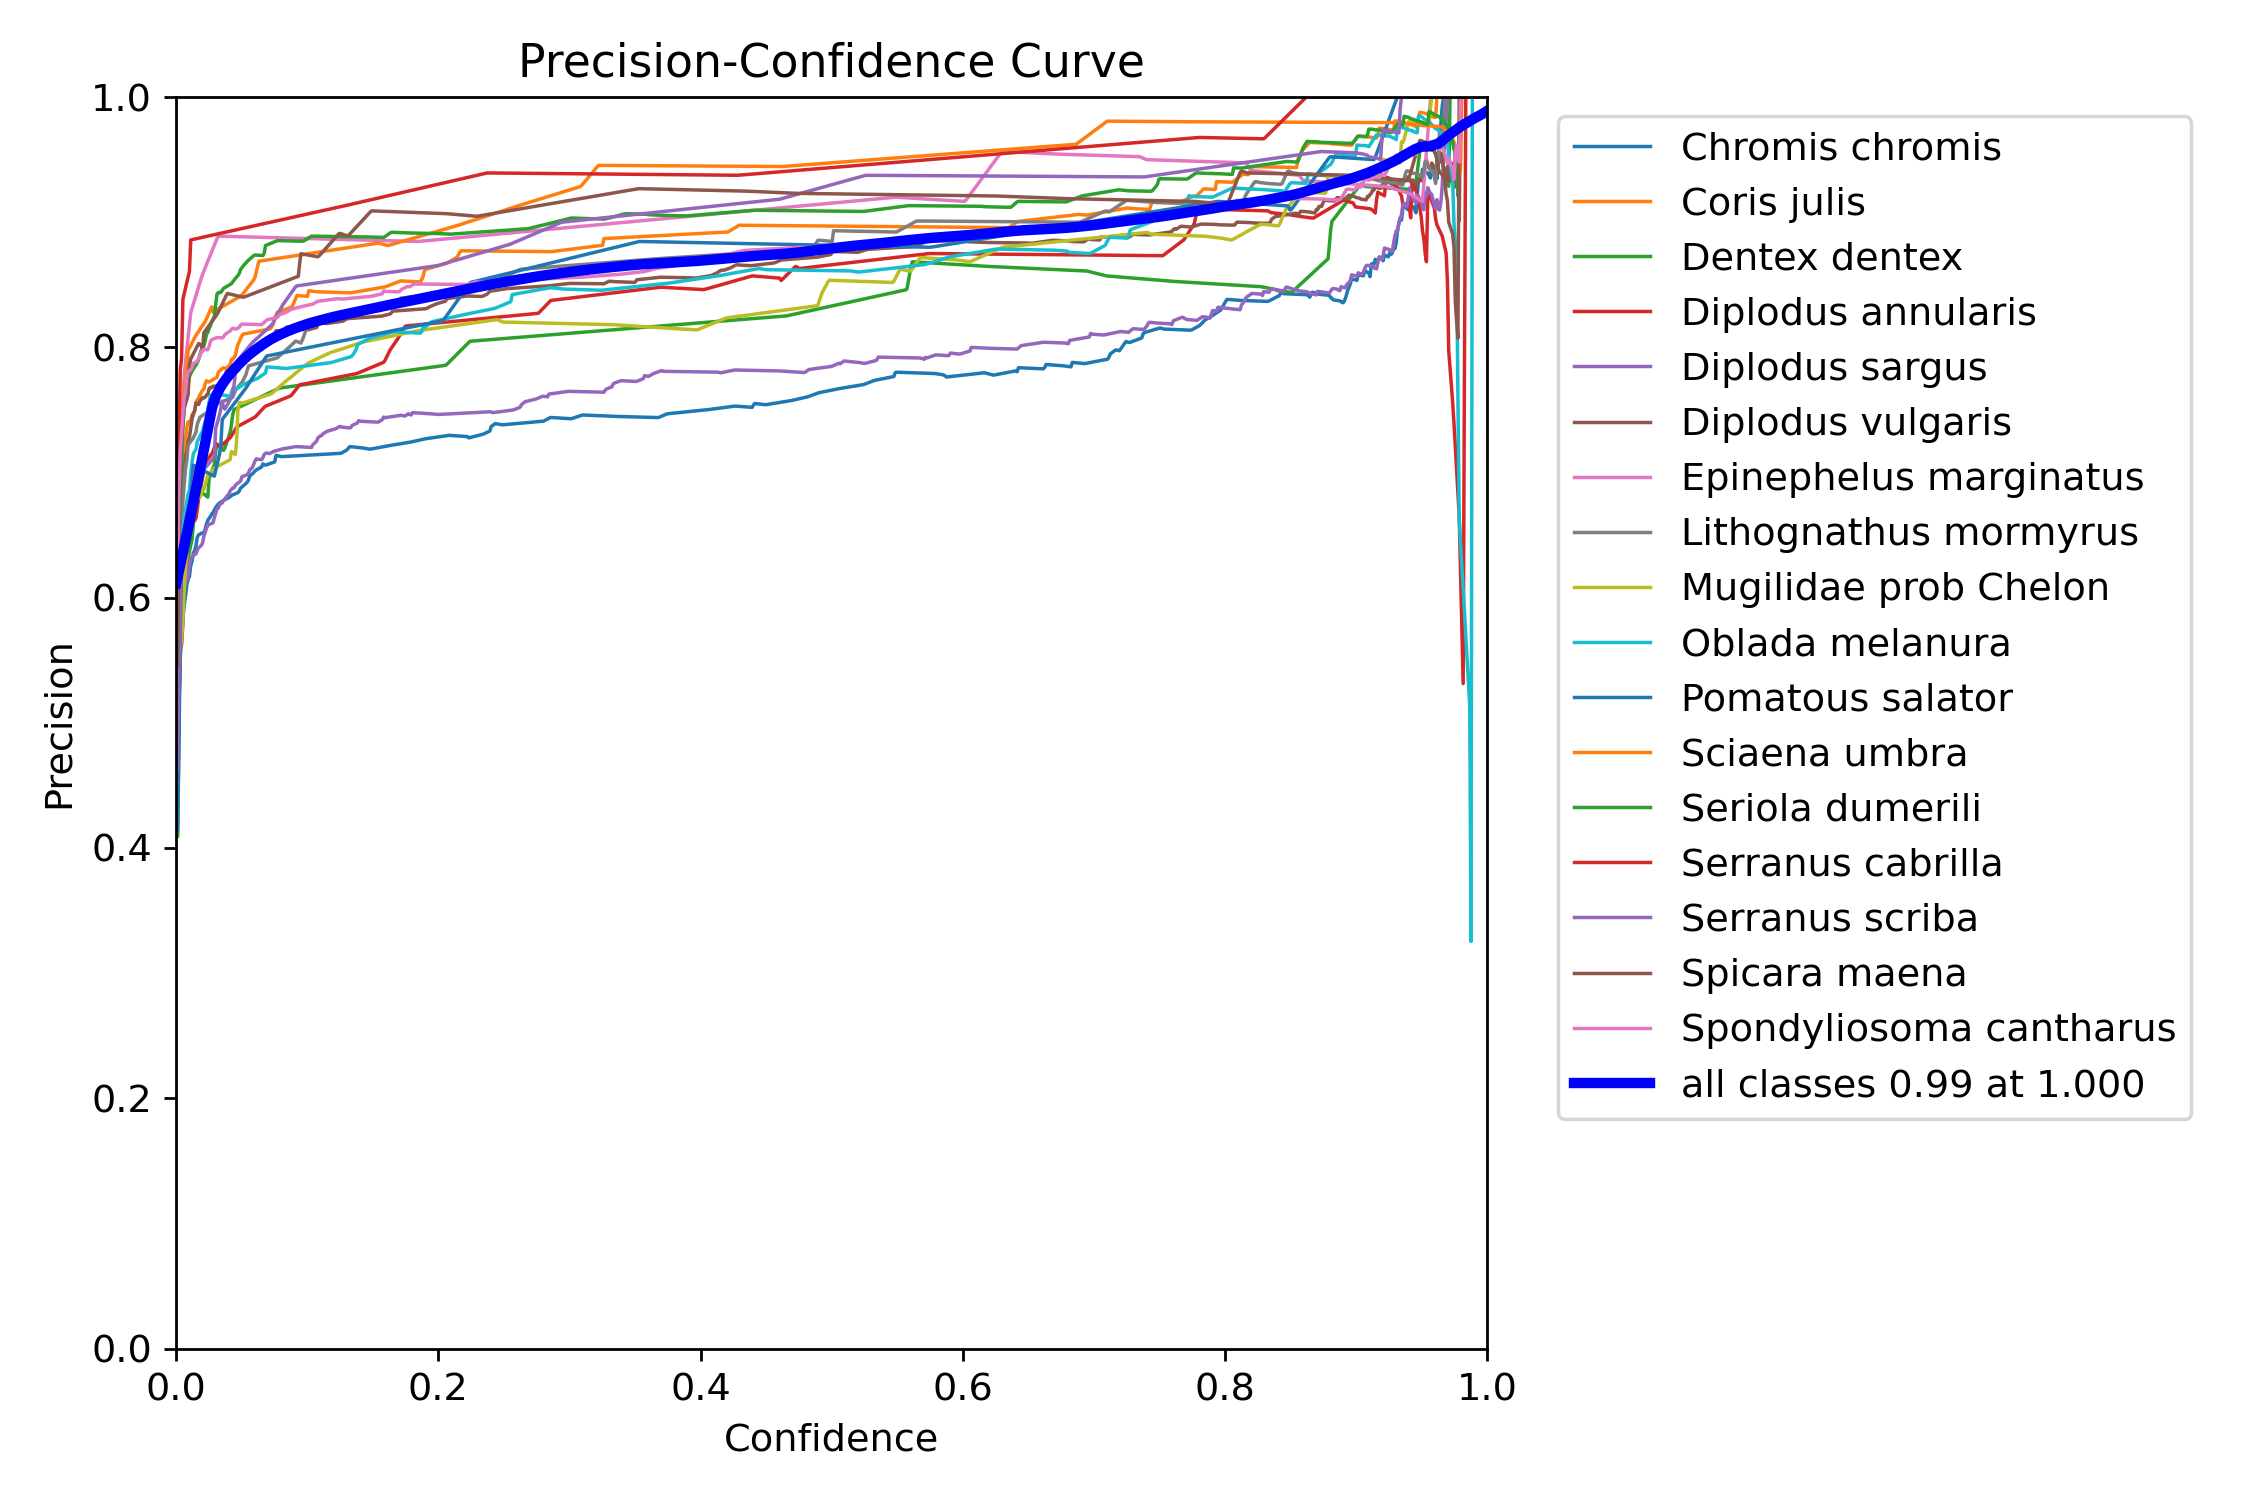 Precision-Confidence Curve
1.0
0.8
0.6
0.4
0.2
0.0
Precision
0.0 0.2 0.4 0.6 0.8 1.0
Confidence
Chromis chromis
Coris julis
Dentex dentex
Diplodus annularis
Diplodus sargus
Diplodus vulgaris
Epinephelus marginatus
Lithognathus mormyrus
Mugilidae prob Chelon
Oblada melanura
Pomatous salator
Sciaena umbra
Seriola dumerili
Serranus cabrilla
Serranus scriba
Spicara maena
Spondyliosoma cantharus
all classes 0.99 at 1.000